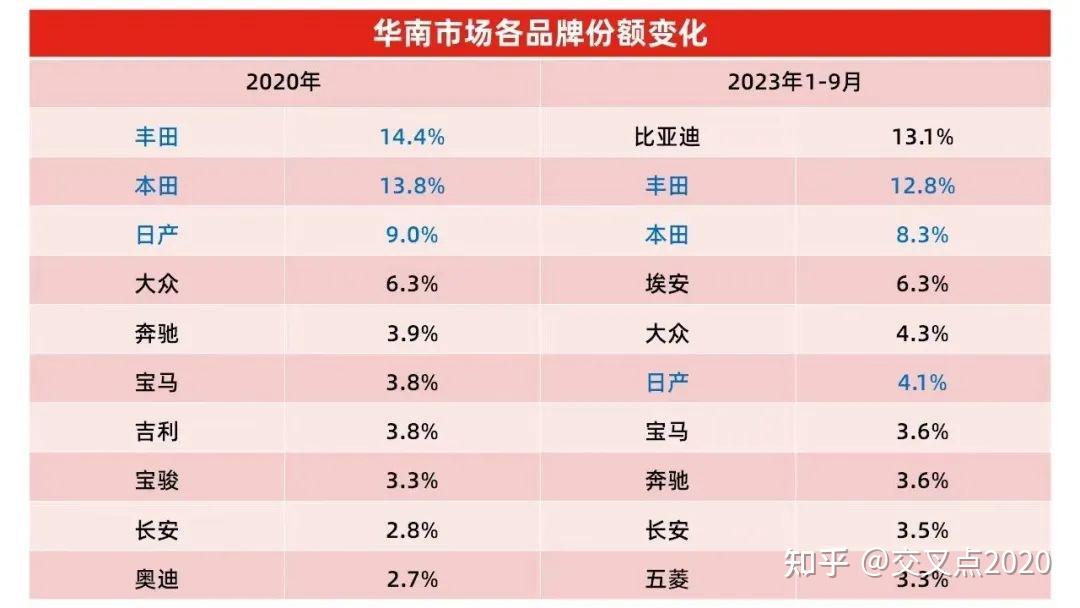 华南市场各品牌份额变化
2020年 2023年1-9月
丰田 14.4% 比亚迪 13.1%
本田 13.8% 丰田 12.8%
日产 9.0% 本田 8.3%
大众 6.3% 埃安 6.3%
奔驰 3.9% 大众 4.3%
宝马 3.8% 日产 4.1%
吉利 3.8% 宝马 3.6%
宝骏 3.3% 奔驰 3.6%
长安 2.8% 长安 3.5%
奥迪 2.7% 五菱 3.3%
知乎 @交叉点2020